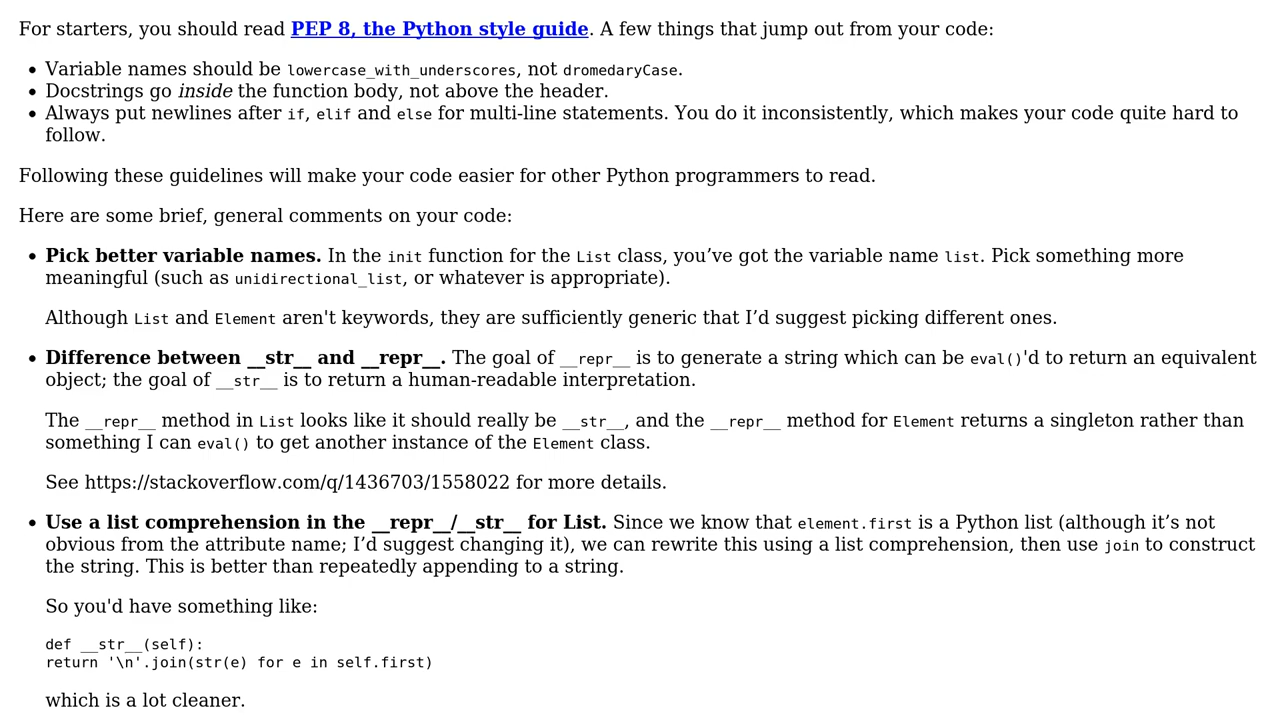 For starters, you should read PEP 8, the Python style guide. A few things that jump out from your code:
• Variable names should be lowercase_with_underscores, not dromedaryCase.
• Docstrings go inside the function body, not above the header.
• Always put newlines after if, elif and else for multi-line statements. You do it inconsistently, which makes your code quite hard to
follow.
Following these guidelines will make your code easier for other Python programmers to read.
Here are some brief, general comments on your code:
• Pick better variable names. In the init function for the List class, you’ve got the variable name list. Pick something more
meaningful (such as unidirectional_list, or whatever is appropriate).
Although List and Element aren't keywords, they are sufficiently generic that I’d suggest picking different ones.
• Difference between __str__ and __repr__. The goal of __repr__ is to generate a string which can be eval()'d to return an equivalent
object; the goal of __str__ is to return a human-readable interpretation.
The __repr__ method in List looks like it should really be __str__, and the __repr__ method for Element returns a singleton rather than
something I can eval() to get another instance of the Element class.
See https://stackoverflow.com/q/1436703/1558022 for more details.
• Use a list comprehension in the __repr__/__str__ for List. Since we know that element.first is a Python list (although it’s not
obvious from the attribute name; I’d suggest changing it), we can rewrite this using a list comprehension, then use join to construct
the string. This is better than repeatedly appending to a string.
So you'd have something like:
def __str__(self):
return '\n'.join(str(e) for e in self.first)
which is a lot cleaner.